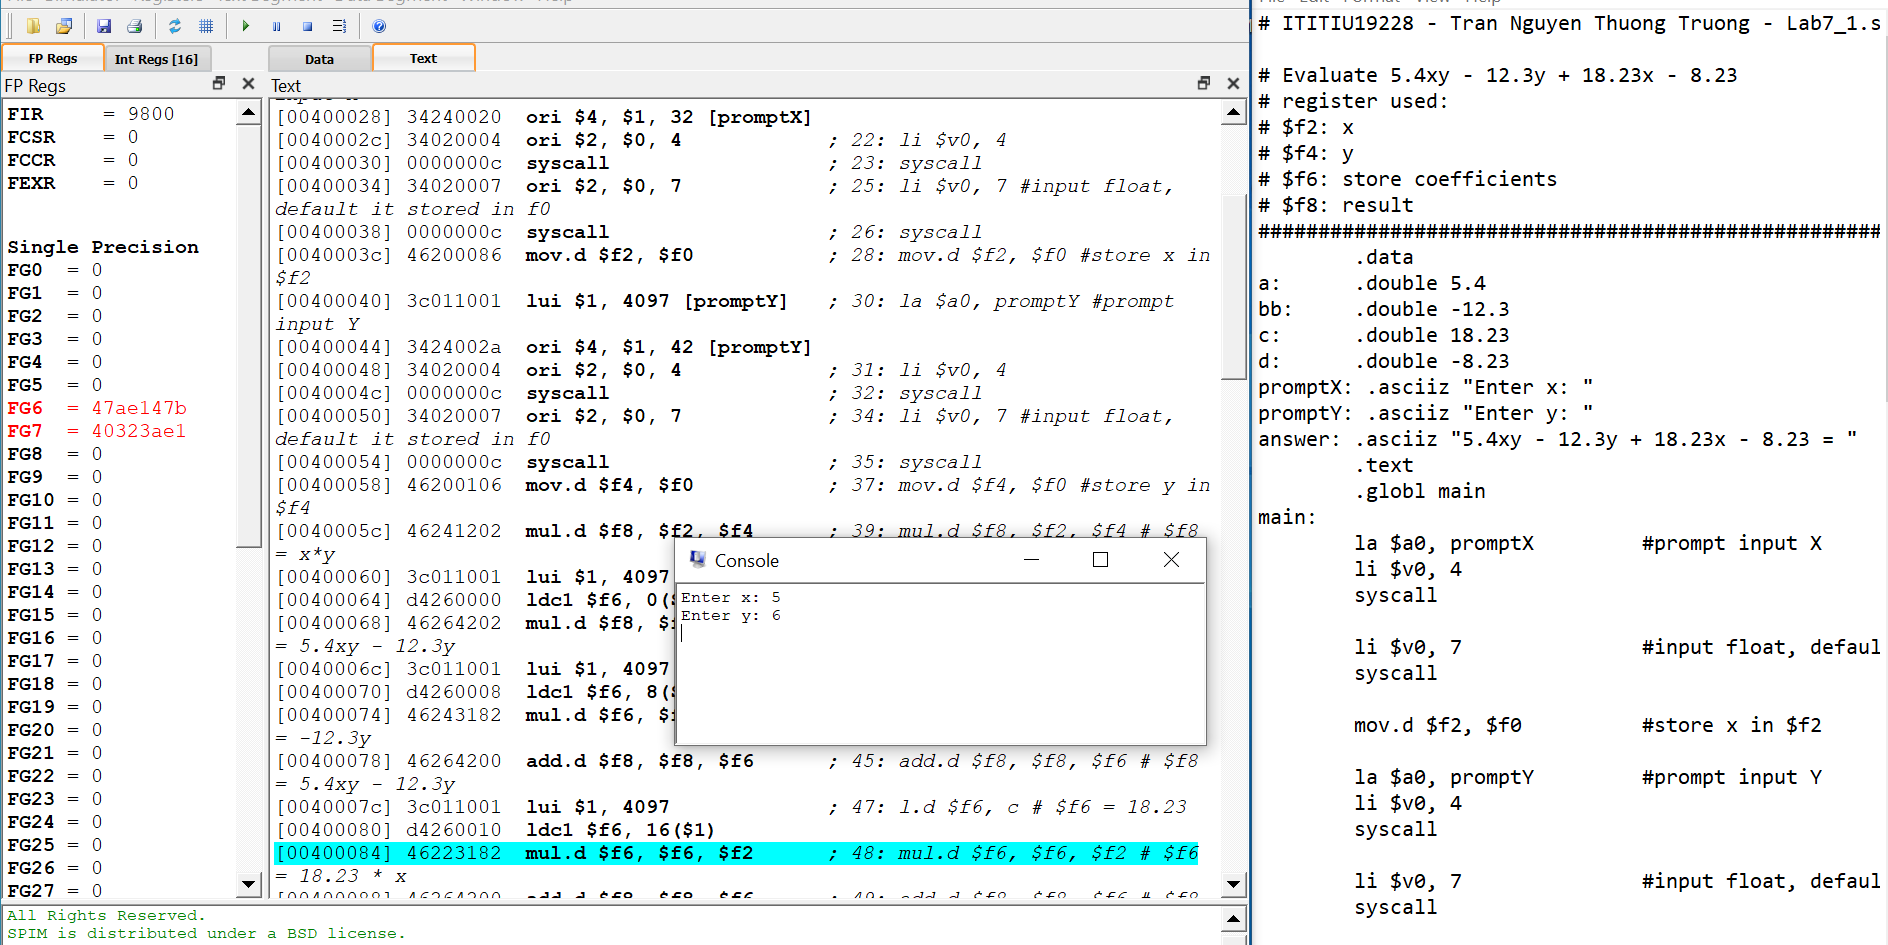 FP Regs
Int Regs [16]
Data
Text
FP Regs
Text
FIR = 9800
FCSR = 0
FCCR = 0
FEXR = 0
Single Precision
FG0 = 0
FG1 = 0
FG2 = 0
FG3 = 0
FG4 = 0
FG5 = 0
FG6 = 47ae147b
FG7 = 40323ae1
FG8 = 0
FG9 = 0
FG10 = 0
FG11 = 0
FG12 = 0
FG13 = 0
FG14 = 0
FG15 = 0
FG16 = 0
FG17 = 0
FG18 = 0
FG19 = 0
FG20 = 0
FG21 = 0
FG22 = 0
FG23 = 0
FG24 = 0
FG25 = 0
FG26 = 0
FG27 = 0
[00400028] 34240020 ori $4, $1, 32 [promptX]
[0040002c] 34020004 ori $2, $0, 4 ; 22: li $v0, 4
[00400030] 0000000c syscall ; 23: syscall
[00400034] 34020007 ori $2, $0, 7 ; 25: li $v0, 7 #input float,
default it stored in f0
[00400038] 0000000c syscall ; 26: syscall
[0040003c] 46200086 mov.d $f2, $f0 ; 28: mov.d $f2, $f0 #store x in
$f2
[00400040] 3c011001 lui $1, 4097 [promptY] ; 30: la $a0, promptY #prompt
input Y
[00400044] 3424002a ori $4, $1, 42 [promptY]
[00400048] 34020004 ori $2, $0, 4 ; 31: li $v0, 4
[0040004c] 0000000c syscall ; 32: syscall
[00400050] 34020007 ori $2, $0, 7 ; 34: li $v0, 7 #input float,
default it stored in f0
[00400054] 0000000c syscall ; 35: syscall
[00400058] 46200106 mov.d $f4, $f0 ; 37: mov.d $f4, $f0 #store y in
$f4
[0040005c] 46241202 mul.d $f8, $f2, $f4 ; 39: mul.d $f8, $f2, $f4 # $f8
= x*y
[00400060] 3c011001 lui $1, 4097
[00400064] d4260000 ldc1 $f6, 0(
[00400068] 46264202 mul.d $f8,
= 5.4xy - 12.3y
[0040006c] 3c011001 lui $1, 4097
[00400070] d4260008 ldc1 $f6, 8(
[00400074] 46243182 mul.d $f6,
= -12.3y
[00400078] 46264200 add.d $f8, $f8, $f6 ; 45: add.d $f8, $f8, $f6 # $f8
= 5.4xy - 12.3y
[0040007c] 3c011001 lui $1, 4097 ; 47: l.d $f6, c # $f6 = 18.23
[00400080] d4260010 ldc1 $f6, 16($1)
[00400084] 46223182 mul.d $f6, $f6, $f2 ; 48: mul.d $f6, $f6, $f2 # $f6
= 18.23 * x
Console
Enter x: 5
Enter y: 6
All Rights Reserved.
SPIM is distributed under a BSD license.
# ITITIU19228 - Tran Nguyen Thuong Truong - Lab7_1.s
# Evaluate 5.4xy - 12.3y + 18.23x - 8.23
# register used:
# $f2: x
# $f4: y
# $f6: store coefficients
# $f8: result
####################################################
.data
a: .double 5.4
bb: .double -12.3
c: .double 18.23
d: .double -8.23
promptX: .asciiz "Enter x: "
promptY: .asciiz "Enter y: "
answer: .asciiz "5.4xy - 12.3y + 18.23x - 8.23 = "
.text
.globl main
main:
la $a0, promptX #prompt input X
li $v0, 4
syscall
li $v0, 7 #input float, defaul
syscall
mov.d $f2, $f0 #store x in $f2
la $a0, promptY #prompt input Y
li $v0, 4
syscall
li $v0, 7 #input float, defaul
syscall